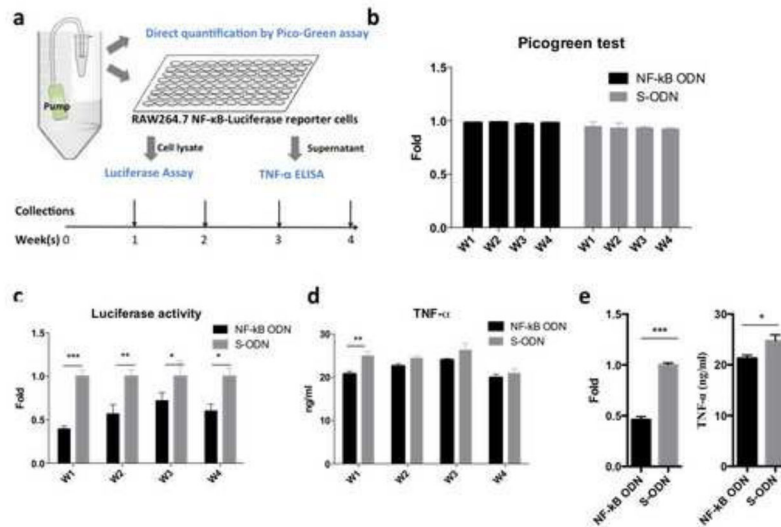 a
Direct quantification by Pico-Green assay
Pump
RAW264.7 NF-κB-Luciferase reporter cells
Cell lysate
Supernatant
Luciferase Assay
TNF-α ELISA
Collections
Week(s) 0 1 2 3 4
b
Picogreen test
NF-kB ODN
S-ODN
1.5
1.0
0.5
0.0
Fold
W1 W2 W3 W4 W1 W2 W3 W4
c
Luciferase activity
NF-kB ODN
S-ODN
1.5
1.0
0.5
0.0
Fold
*** ** * *
W1 W2 W3 W4
d
TNF-α
NF-kB ODN
S-ODN
30
20
10
0
ng/ml
**
W1 W2 W3 W4
e
1.5
1.0
0.5
0.0
Fold
***
NF-kB ODN S-ODN
30
20
10
0
TNF-α (ng/ml)
*
NF-kB ODN S-ODN